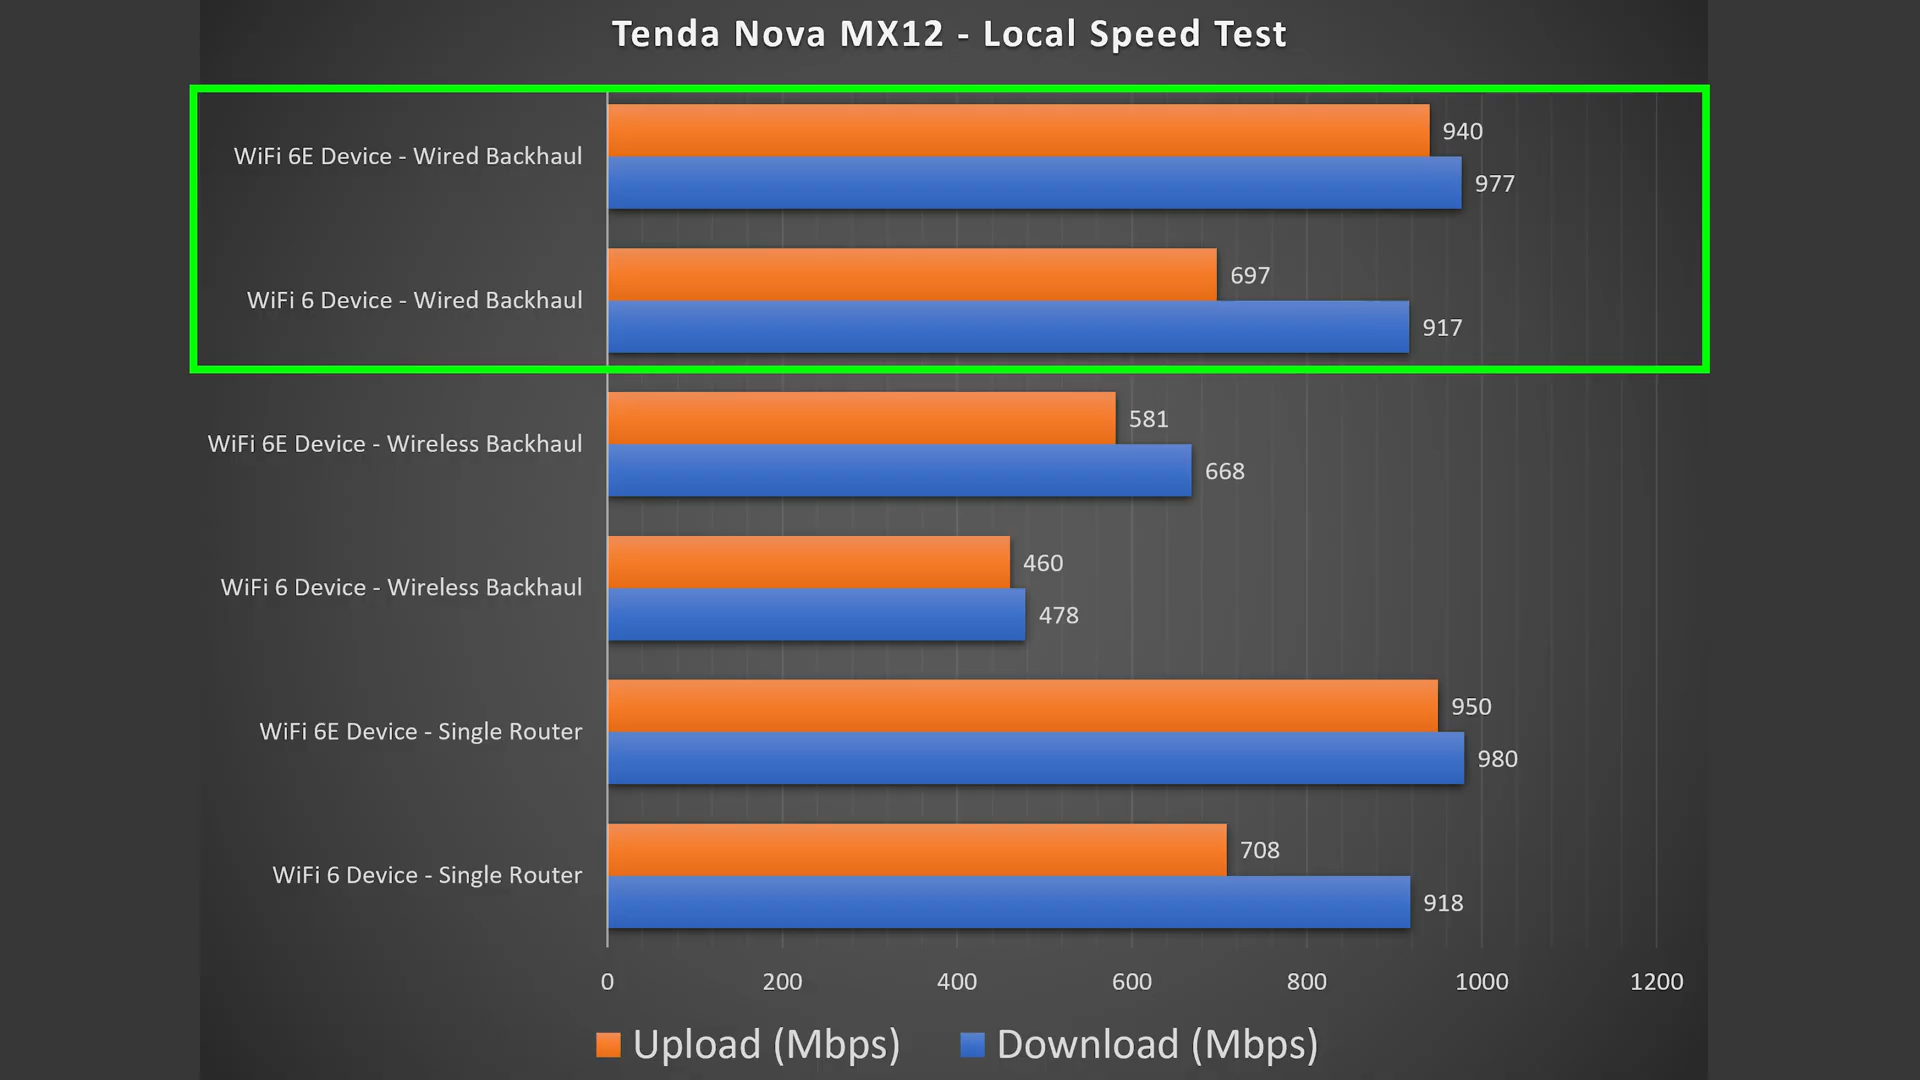 Tenda Nova MX12 - Local Speed Test
WiFi 6E Device - Wired Backhaul
940
977
WiFi 6 Device - Wired Backhaul
697
917
WiFi 6E Device - Wireless Backhaul
581
668
WiFi 6 Device - Wireless Backhaul
460
478
WiFi 6E Device - Single Router
950
980
WiFi 6 Device - Single Router
708
918
0 200 400 600 800 1000 1200
Upload (Mbps) Download (Mbps)